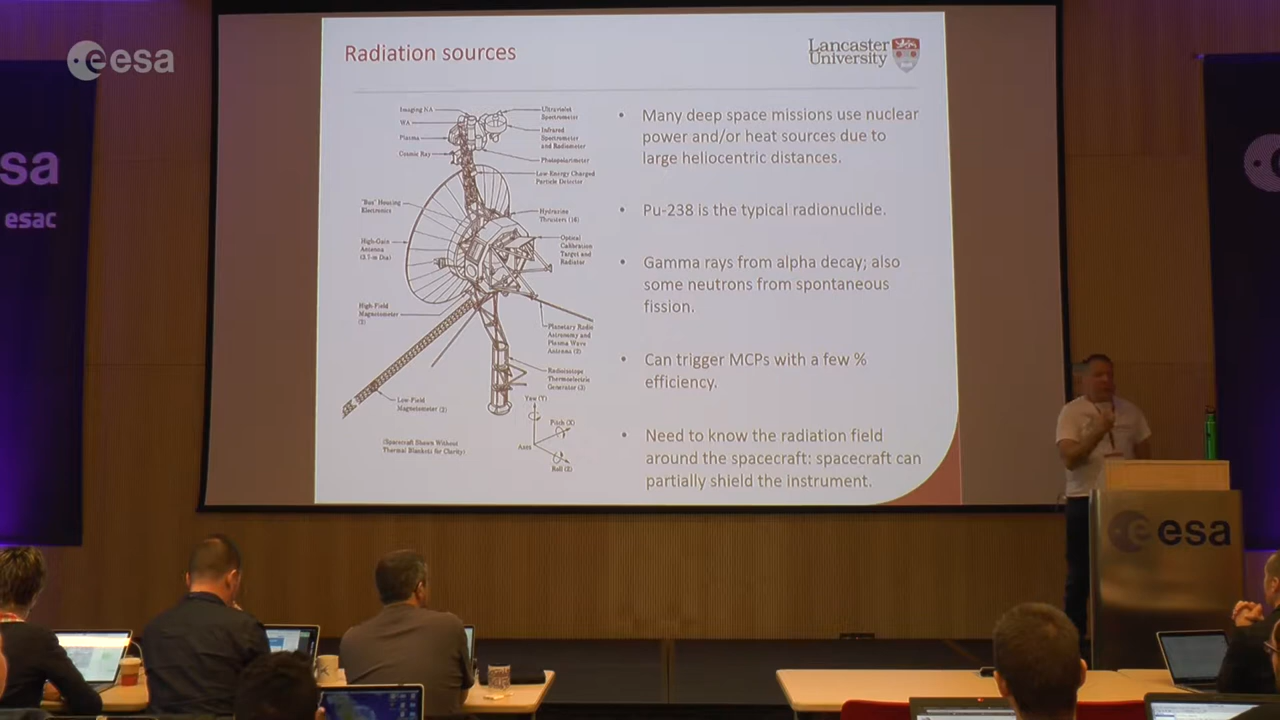 esa
sa
esac
Radiation sources
Lancaster
University
Imaging NA
WA
Plasma
Cosmic Ray
Ultraviolet
Spectrometer
Infrared
Spectrometer
and Radiometer
Photopolarimeter
Low-Energy Charged
Particle Detector
"Bus" Housing
Electronics
Hydrazine
Thrusters (16)
High-Gain
Antenna
(3.7-m Dia)
Optical
Calibration
Target and
Radiator
High-Field
Magnetometer
Planetary Radio
Astronomy and
Plasma Wave
Antenna (2)
Radioisotope
Thermoelectric
Generator (3)
Low-Field
Magnetometer (2)
(Spacecraft Shown Without
Thermal Blankets for Clarity)
Yaw (Y)
Pitch (X)
Axes
Roll (Z)
• Many deep space missions use nuclear
power and/or heat sources due to
large heliocentric distances.
• Pu-238 is the typical radionuclide.
• Gamma rays from alpha decay; also
some neutrons from spontaneous
fission.
• Can trigger MCPs with a few %
efficiency.
• Need to know the radiation field
around the spacecraft: spacecraft can
partially shield the instrument.
esa